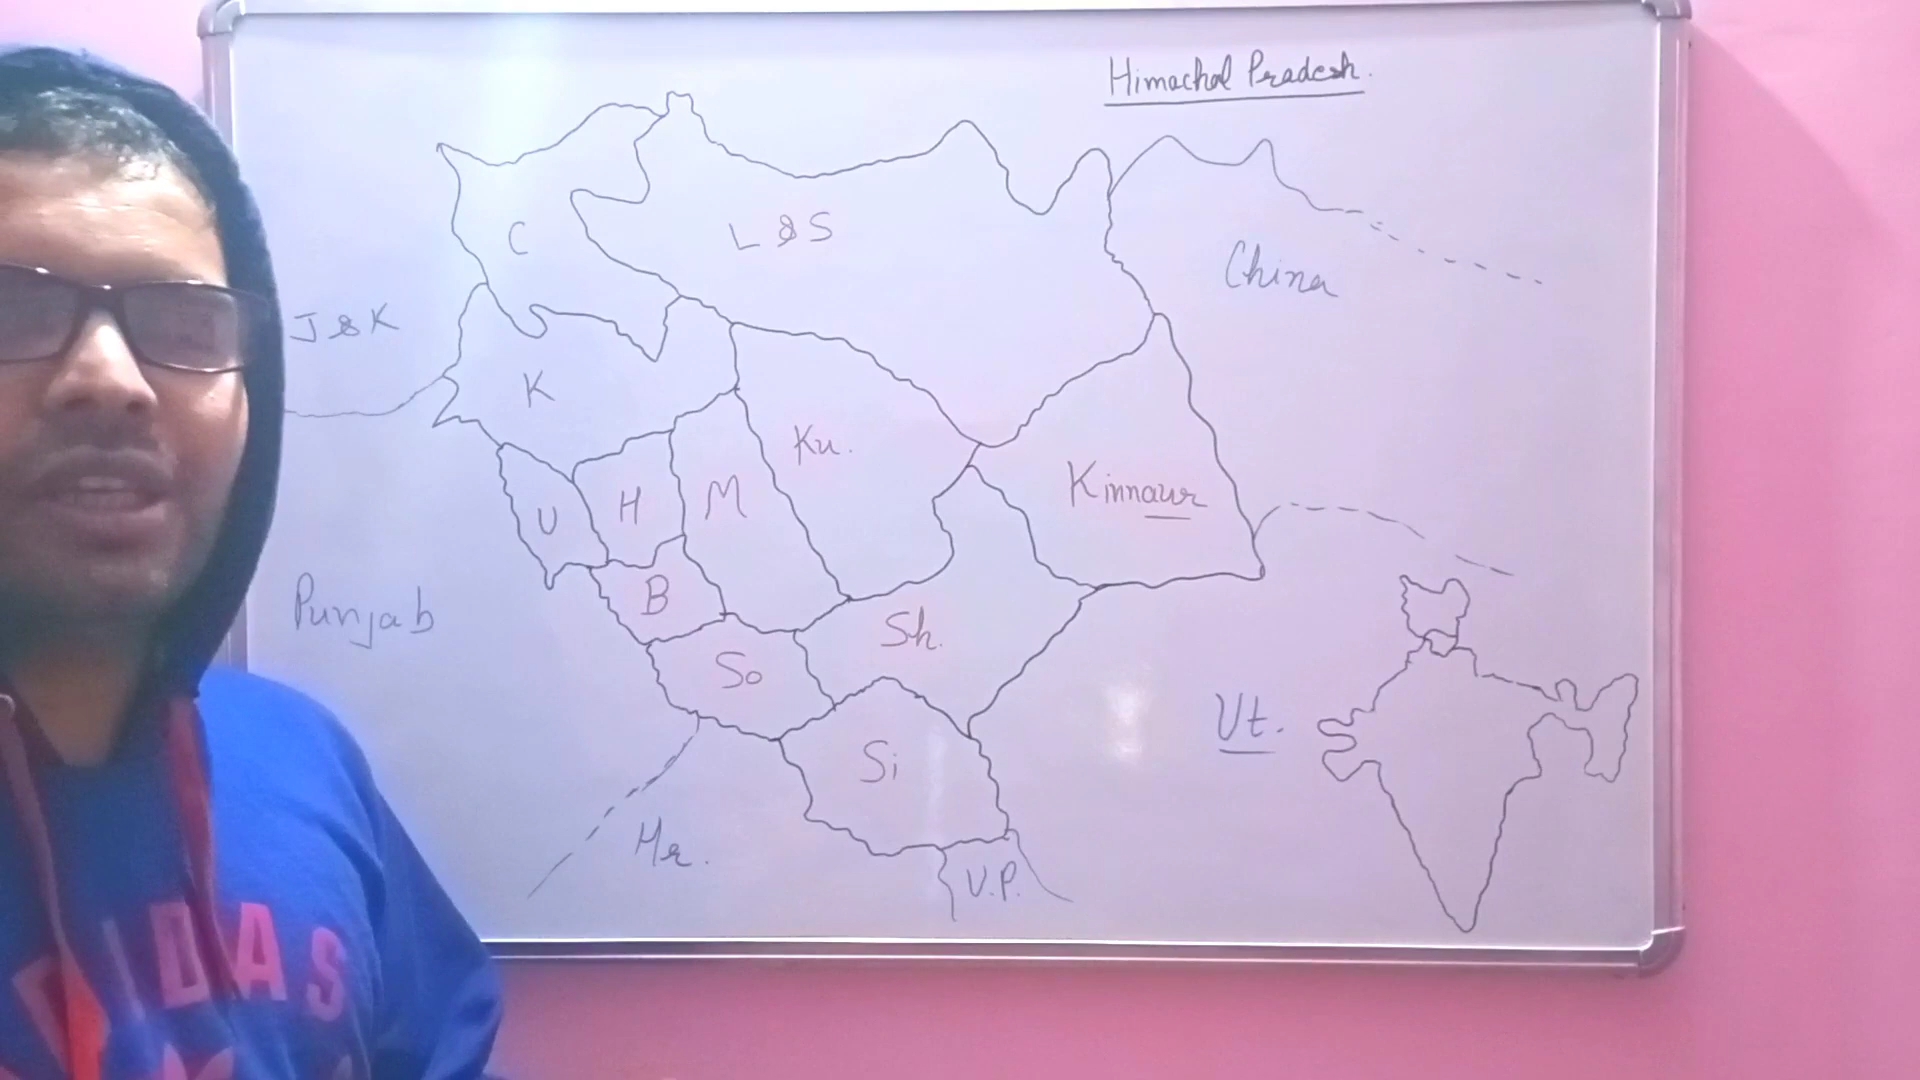 Himachal Pradesh.
C
L & S
China
J & K
K
Ku.
Kinnaur
U
H
M
B
Punjab
Sh.
So
Ut.
Si
Hr.
U.P.
IDAS